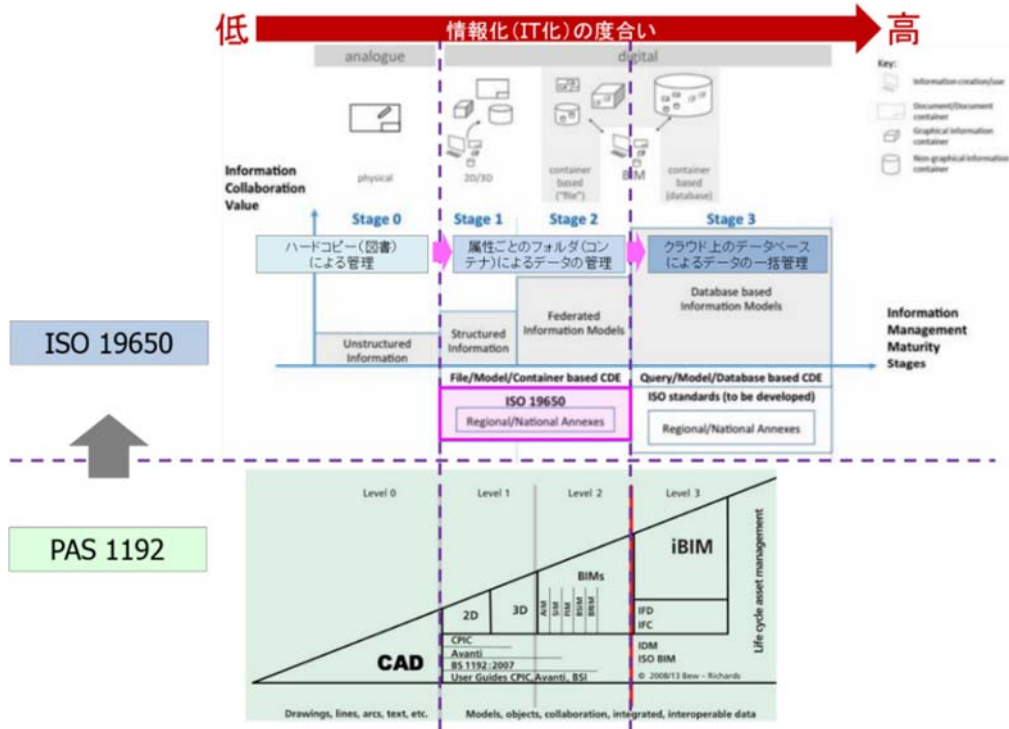 低
情報化(IT化)の度合い
高
analogue
digital
Key:
Information creation/use
Document/Document
container
Graphical information
container
Non-graphical information
container
physical
2D/3D
container
based
("file")
BIM
container
based
(database)
Information
Collaboration
Value
Stage 0
Stage 1
Stage 2
Stage 3
ハードコピー(図書)
による管理
属性ごとのフォルダ(コン
テナ)によるデータの管理
クラウド上のデータベース
によるデータの一括管理
Unstructured
Information
Structured
Information
Federated
Information Models
Database based
Information Models
Information
Management
Maturity
Stages
ISO 19650
File/Model/Container based CDE
Query/Model/Database based CDE
ISO 19650
Regional/National Annexes
ISO standards (to be developed)
Regional/National Annexes
PAS 1192
Level 0
Level 1
Level 2
Level 3
CAD
2D
3D
BIMs
AIM
SIM
FIM
BSIM
BRIM
iBIM
IFD
IFC
IDM
ISO BIM
Life cycle asset management
CPIC
Avanti
BS 1192:2007
User Guides CPIC, Avanti, BSI
© 2008/13 Bew – Richards
Drawings, lines, arcs, text, etc.
Models, objects, collaboration, integrated, interoperable data